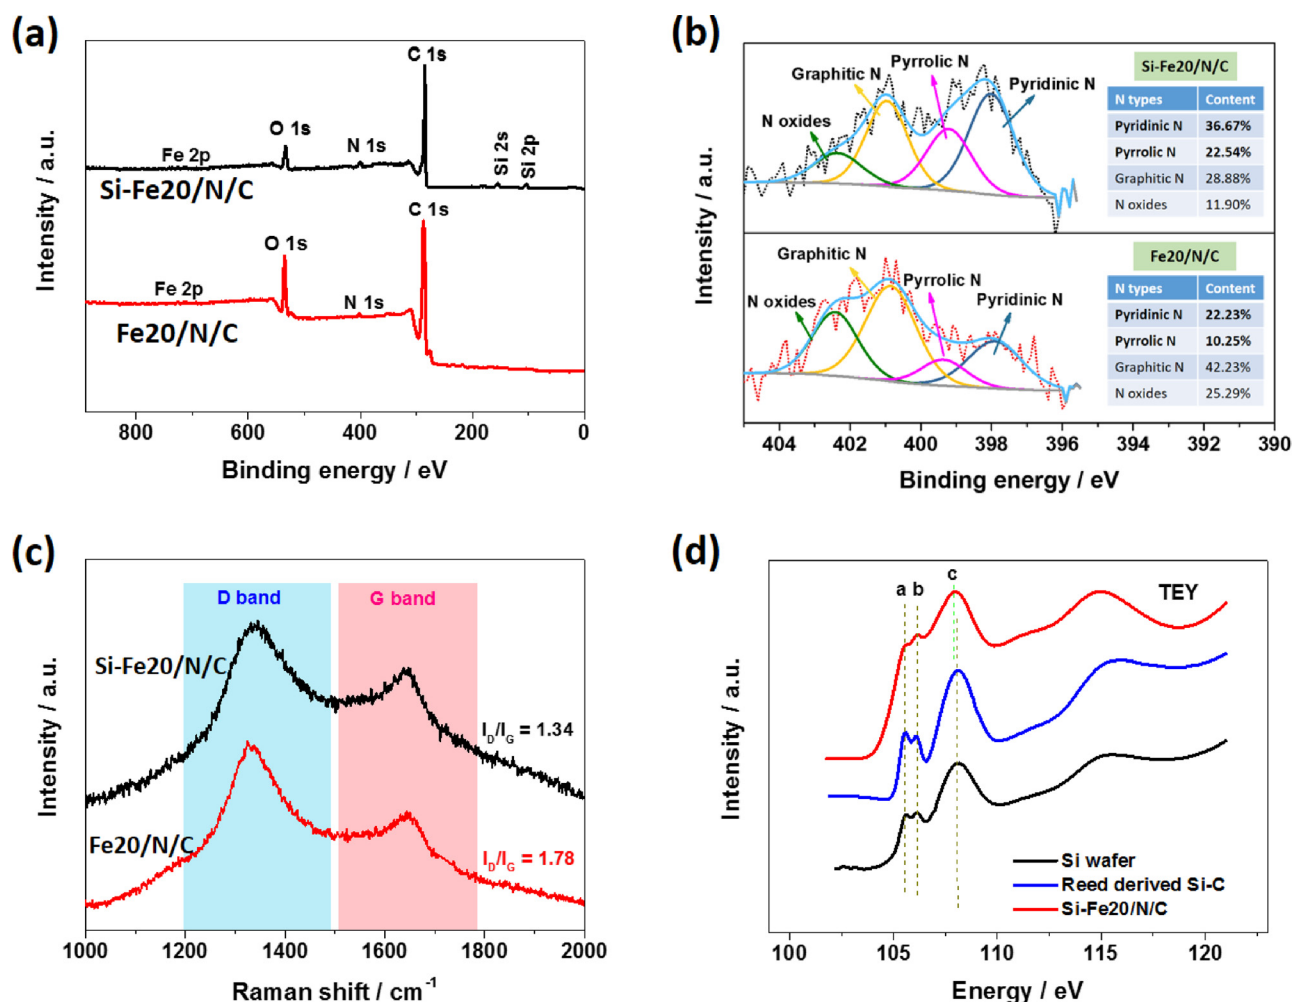 (a)
C 1s
O 1s
Fe 2p
N 1s
Si 2s
Si 2p
Si-Fe20/N/C
C 1s
O 1s
Fe 2p
N 1s
Fe20/N/C
Intensity / a.u.
800
600
400
200
0
Binding energy / eV
(b)
Graphitic N
Pyrrolic N
Pyridinic N
N oxides
Si-Fe20/N/C
N types Content
Pyridinic N 36.67%
Pyrrolic N 22.54%
Graphitic N 28.88%
N oxides 11.90%
Graphitic N
Pyrrolic N
Pyridinic N
N oxides
Fe20/N/C
N types Content
Pyridinic N 22.23%
Pyrrolic N 10.25%
Graphitic N 42.23%
N oxides 25.29%
Intensity / a.u.
404
402
400
398
396
394
392
390
Binding energy / eV
(c)
D band
G band
Si-Fe20/N/C
I_D/I_G = 1.34
Fe20/N/C
I_D/I_G = 1.78
Intensity / a.u.
1000
1200
1400
1600
1800
2000
Raman shift / cm⁻¹
(d)
a
b
c
TEY
Si wafer
Reed derived Si-C
Si-Fe20/N/C
Intensity / a.u.
100
105
110
115
120
Energy / eV